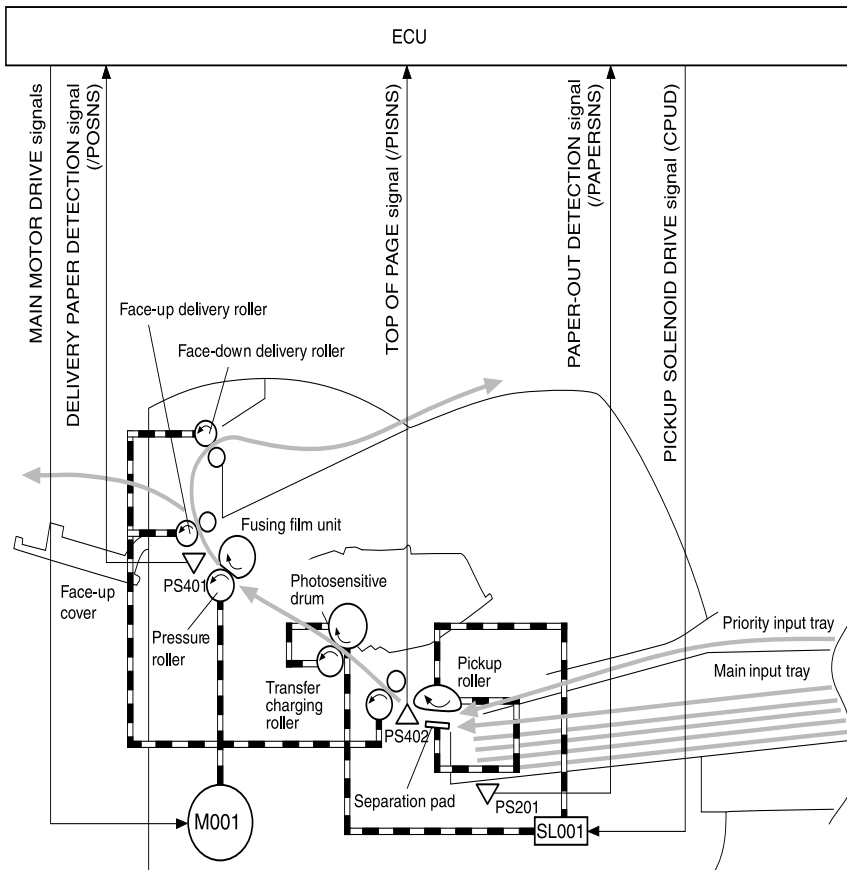 ECU
MAIN MOTOR DRIVE signals
DELIVERY PAPER DETECTION signal
(/POSNS)
TOP OF PAGE signal (/PISNS)
PAPER-OUT DETECTION signal
(/PAPERSNS)
PICKUP SOLENOID DRIVE signal (CPUD)
Face-up delivery roller
Face-down delivery roller
Fusing film unit
PS401
Face-up
cover
Pressure
roller
Photosensitive
drum
Transfer
charging
roller
Pickup
roller
Priority input tray
Main input tray
PS402
Separation pad
PS201
M001
SL001